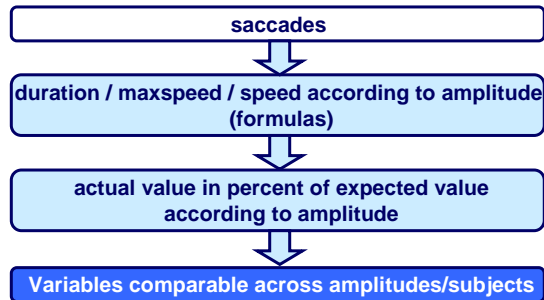 saccades
duration / maxspeed / speed according to amplitude
(formulas)
actual value in percent of expected value
according to amplitude
Variables comparable across amplitudes/subjects